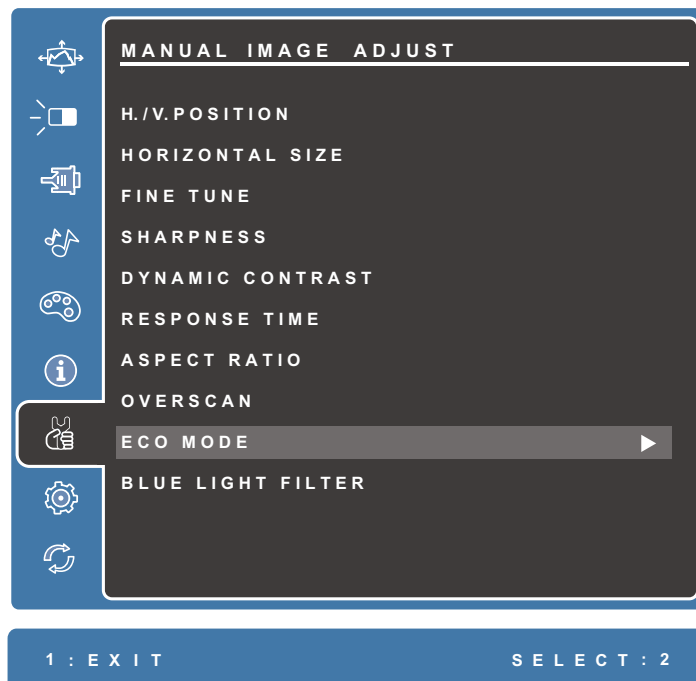 MANUAL IMAGE ADJUST
H./V.POSITION
HORIZONTAL SIZE
FINE TUNE
SHARPNESS
DYNAMIC CONTRAST
RESPONSE TIME
ASPECT RATIO
OVERSCAN
ECO MODE
BLUE LIGHT FILTER
1:EXIT SELECT:2